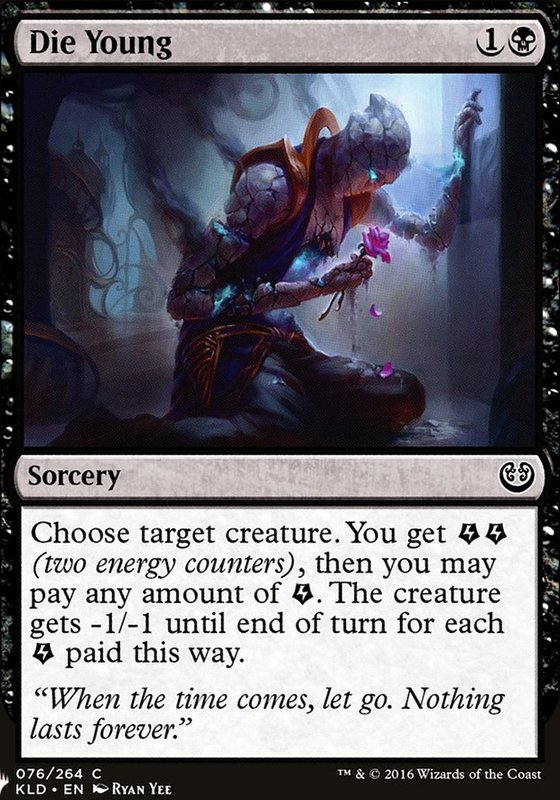 Die Young 1
Sorcery
Choose target creature. You get
(two energy counters), then you may
pay any amount of . The creature
gets -1/-1 until end of turn for each
paid this way.
“When the time comes, let go. Nothing
lasts forever.”
076/264 C
KLD • EN Ryan Yee
™ & © 2016 Wizards of the Coast